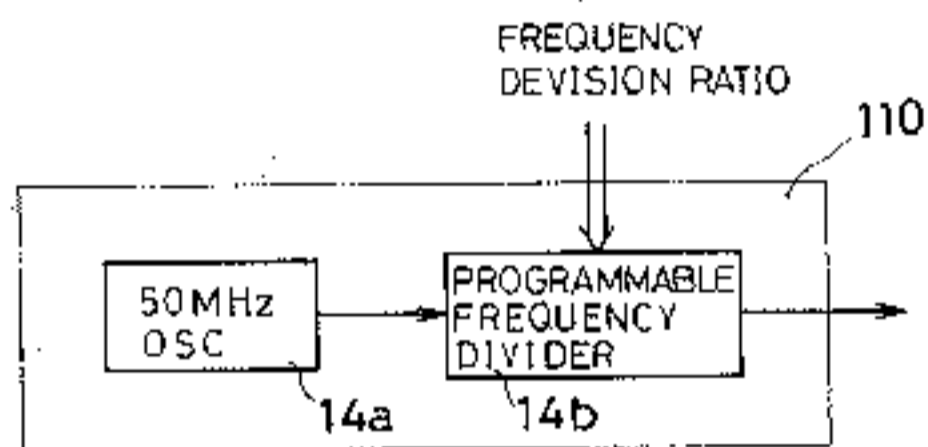 FREQUENCY
DEVISION RATIO
110
50MHz
OSC
PROGRAMMABLE
FREQUENCY
DIVIDER
14a
14b